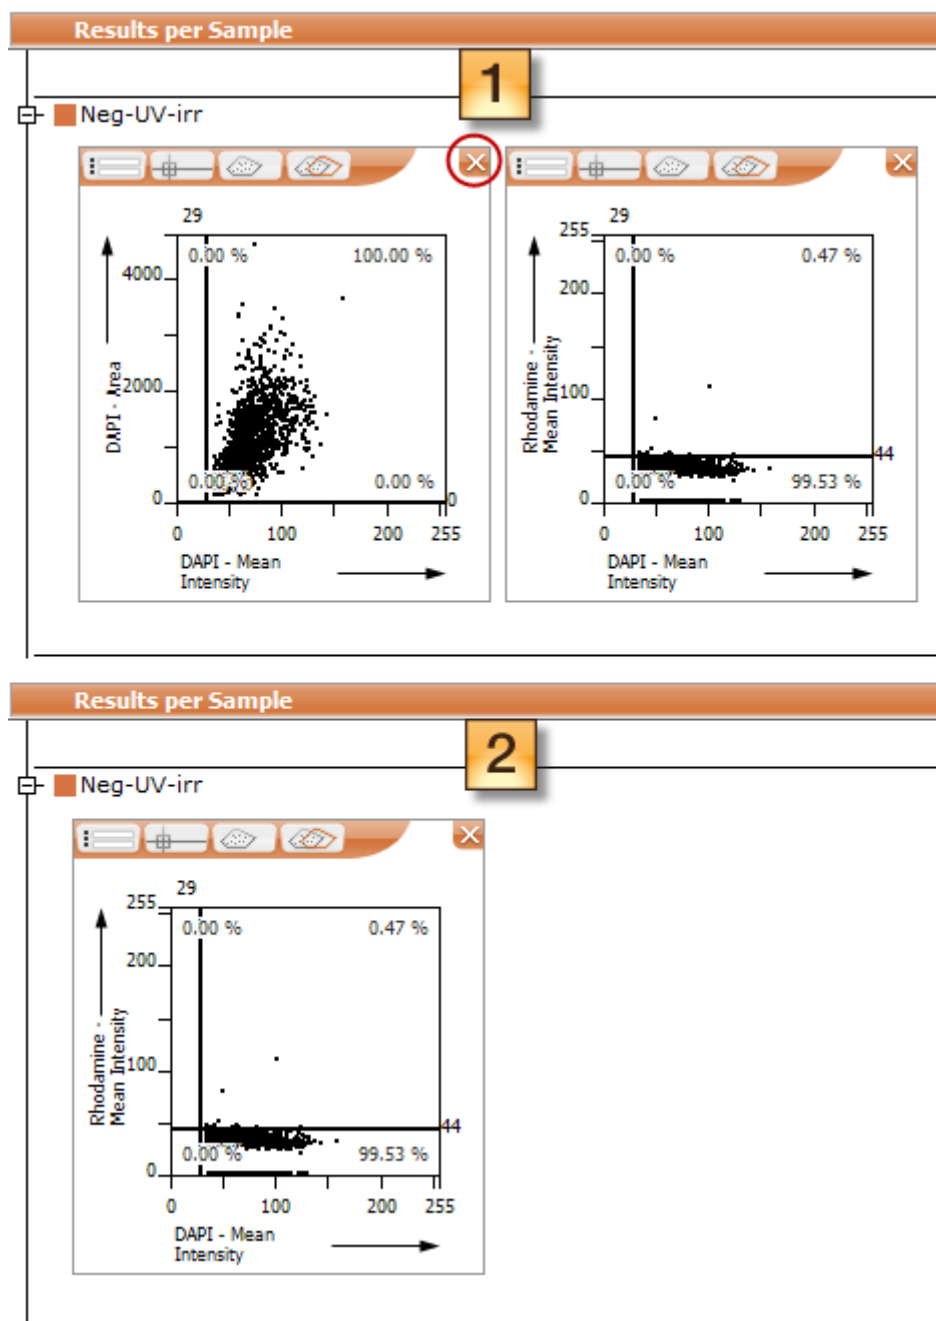 Results per Sample
1
Neg-UV-irr
29
0.00 %
100.00 %
4000
2000
0
DAPI - Area
0.00 %
0.00 %
0
0
100
200
255
DAPI - Mean
Intensity
29
255
0.00 %
0.47 %
200
100
0
Rhodamine -
Mean Intensity
44
0.00 %
99.53 %
0
100
200
255
DAPI - Mean
Intensity
Results per Sample
2
Neg-UV-irr
29
255
0.00 %
0.47 %
200
100
0
Rhodamine -
Mean Intensity
44
0.00 %
99.53 %
0
100
200
255
DAPI - Mean
Intensity